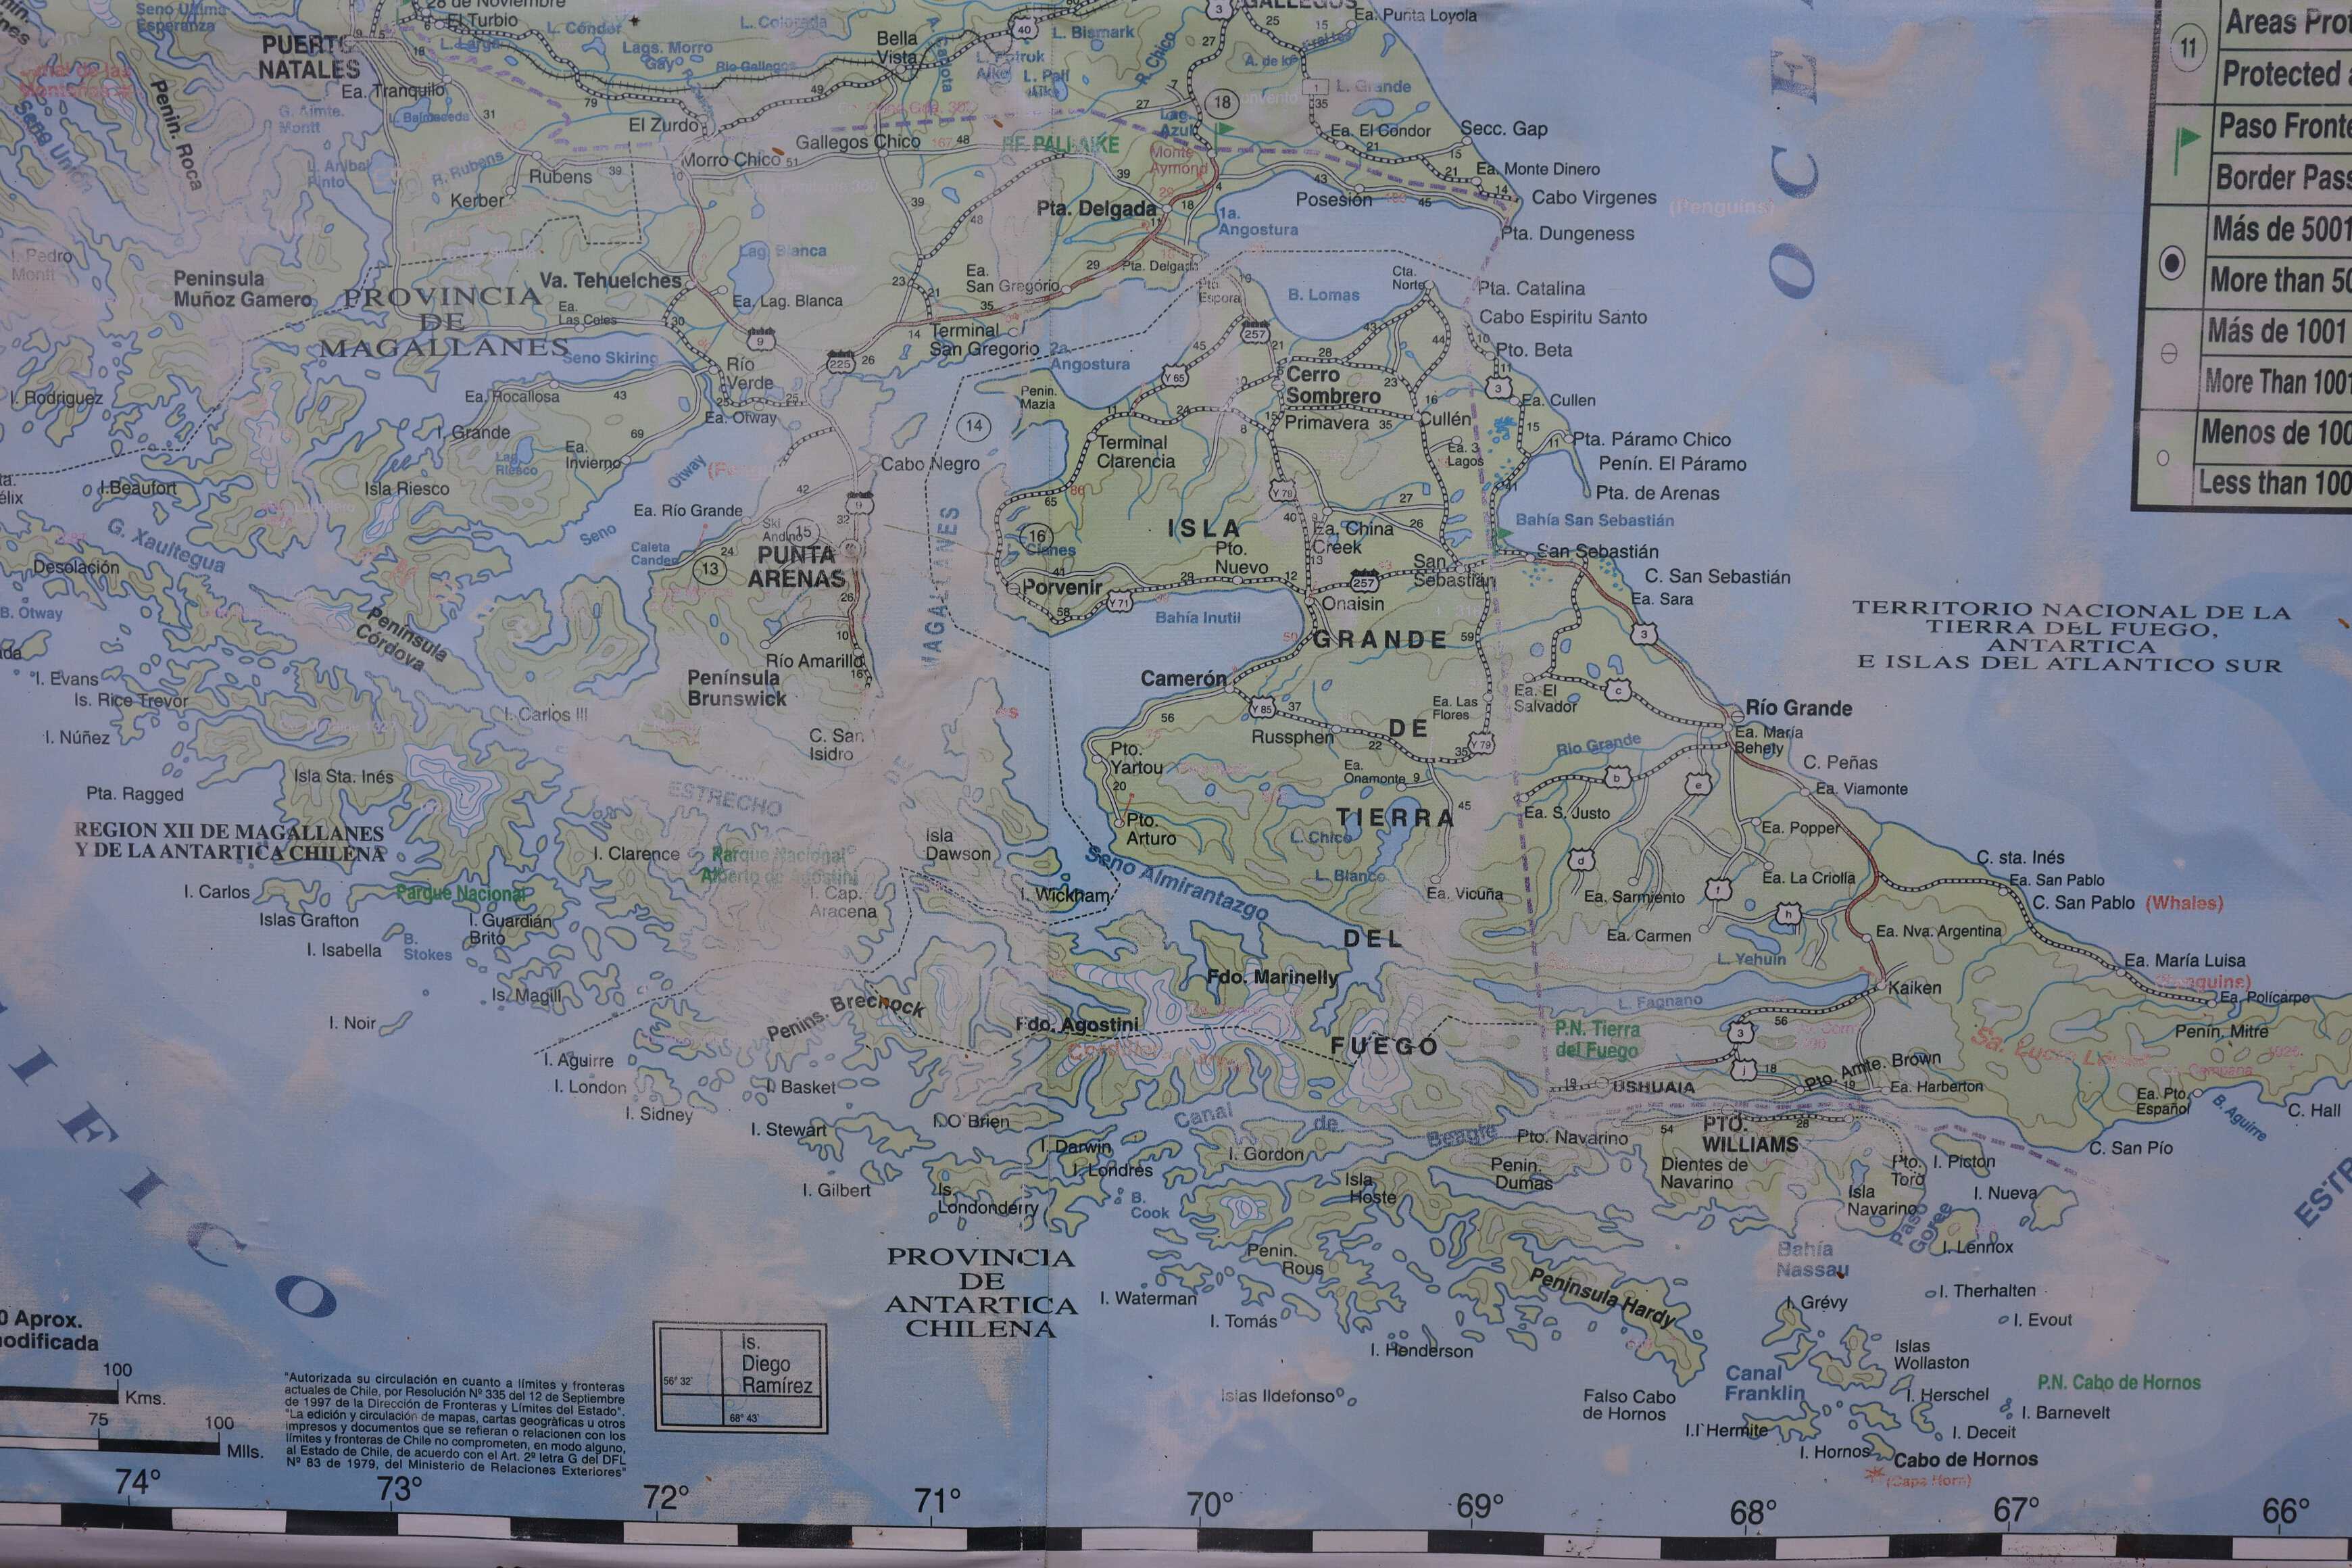 28 de Noviembre
Seno Ultima
Esperanza
El Turbio
L. Cóndor
L. Colorada
GALLEGOS
Ea. Punta Loyola
PUERTO
NATALES
L. Larga
Lags. Morro
Gay
Bella
Vista
L. Bismark
R. Chico
Areas Prot
Protected a
Paso Fronte
Border Pass
Más de 5001
More than 50
Más de 1001
More Than 1001
Menos de 100
Less than 100
Penín. Roca
Seno Unión
Ea. Tranquilo
L. Balmaceda
Rio Gallegos
El Zurdo
Morro Chico
Gallegos Chico
RE PALI AIKE
Lag.
Azul
Monte
Aymond
L. Grande
Ea. El Condor
Secc. Gap
Ea. Monte Dinero
Cabo Virgenes
(Penguins)
R. Rubens
Rubens
Kerber
Pta. Delgada
Posesión
1a.
Angostura
Pta. Dungeness
I. Pedro
Montt
Peninsula
Muñoz Gamero
PROVINCIA
DE
MAGALLANES
Va. Tehuelches
Ea.
Las Coles
Lag. Blanca
Ea. Lag. Blanca
Ea.
San Gregório
Pta. Delgada
Pta.
Espora
B. Lomas
Cta.
Norte
Pta. Catalina
Cabo Espiritu Santo
Terminal
San Gregorio
2a.
Angostura
Seno Skiring
Río
Verde
Pto. Beta
I. Rodriguez
Ea. Rocallosa
Ea. Otway
Penin.
Mazia
Cerro
Sombrero
Primavera
Cullén
Ea. Cullen
I. Grande
Lag.
Riesco
Ea.
Invierno
Otway
Cabo Negro
Terminal
Clarencia
Ea. 3
Lagos
Pta. Páramo Chico
Penín. El Páramo
Pta. de Arenas
I.Beaufort
Isla Riesco
G. Xaultegua
Seno
Ea. Río Grande
Caleta
Canden
Ski
Andino
PUNTA
ARENAS
MAGALLANES
Cisnes
Porvenir
ISLA
Pto.
Nuevo
Ea. China
Creek
Onaisin
Bahía Inutil
San
Sebastián
Bahía San Sebastián
San Sebastián
C. San Sebastián
Ea. Sara
Desolación
B. Otway
Península
Córdova
TERRITORIO NACIONAL DE LA
TIERRA DEL FUEGO,
ANTARTICA
E ISLAS DEL ATLANTICO SUR
I. Evans
Is. Rice Trevor
I. Núñez
I. Carlos III
Río Amarillo
Península
Brunswick
C. San
Isidro
GRANDE
Camerón
Russphen
Ea. Las
Flores
Ea. El
Salvador
DE
Río Grande
Ea. María
Behety
Rio Grande
C. Peñas
Ea. Viamonte
Pto.
Yartou
Ea.
Onamonte
Pto.
Arturo
TIERRA
L. Chico
L. Blanco
Ea. S. Justo
Ea. Popper
Ea. La Criolla
Isla Sta. Inés
Pta. Ragged
ESTRECHO
DE
REGION XII DE MAGALLANES
Y DE LA ANTARTICA CHILENA
I. Clarence
Parque Nacional
Alberto de Agostini
I. Cap.
Aracena
Isla
Dawson
I. Wickham
Seno Almirantazgo
Ea. Vicuña
Ea. Sarmiento
Ea. Carmen
C. sta. Inés
Ea. San Pablo
C. San Pablo (Whales)
I. Carlos
Parque Nacional
Islas Grafton
I. Guardián
Brito
I. Isabella
B.
Stokes
Is. Magill
I. Noir
DEL
Ea. Nva. Argentina
L. Yehuin
L. Fagnano
Kaiken
Ea. María Luisa
Ea. Polícarpo
Penín. Mitre
Penins. Brecnock
Fdo. Marinelly
Fdo. Agostini
FUEGO
P.N. Tierra
del Fuego
USHUAIA
Pto. Amte. Brown
Ea. Harberton
Ea. Pto.
Español
B. Aguirre
C. Hall
I. Aguirre
I. London
I. Sidney
I. Basket
I. Stewart
I.O'Brien
I. Gilbert
Is.
Londonderry
I. Darwin
I. Londres
B.
Cook
Canal
de
Beagle
I. Gordon
Isla
Hoste
Penin.
Dumas
Pto. Navarino
PTO.
WILLIAMS
Dientes de
Navarino
Isla
Navarino
Pto.
Toro
I. Picton
I. Nueva
Paso
Goree
I. Lennox
C. San Pío
PROVINCIA
DE
ANTARTICA
CHILENA
I. Waterman
Penin.
Rous
I. Tomás
I. Henderson
Península Hardy
Bahía
Nassau
I. Therhalten
I. Grévy
I. Evout
Islas
Wollaston
Canal
Franklin
I. Herschel
P.N. Cabo de Hornos
I. Barnevelt
Islas Ildefonso
Falso Cabo
de Hornos
I.l'Hermite
I. Deceit
I. Hornos
Cabo de Hornos
(Cape Horn)
0 Aprox.
modificada
100
Kms.
75 100
Mlls.
"Autorizada su circulación en cuanto a límites y fronteras
actuales de Chile, por Resolución Nº 335 del 12 de Septiembre
de 1997 de la Dirección de Fronteras y Límites del Estado".
"La edición y circulación de mapas, cartas geográficas u otros
impresos y documentos que se refieran o relacionen con los
límites y fronteras de Chile no comprometen, en modo alguno,
al Estado de Chile, de acuerdo con el Art. 2º letra G del DFL
Nº 83 de 1979, del Ministerio de Relaciones Exteriores"
Is.
Diego
Ramírez
56° 32'
68° 43'
74° 73° 72° 71° 70° 69° 68° 67° 66°